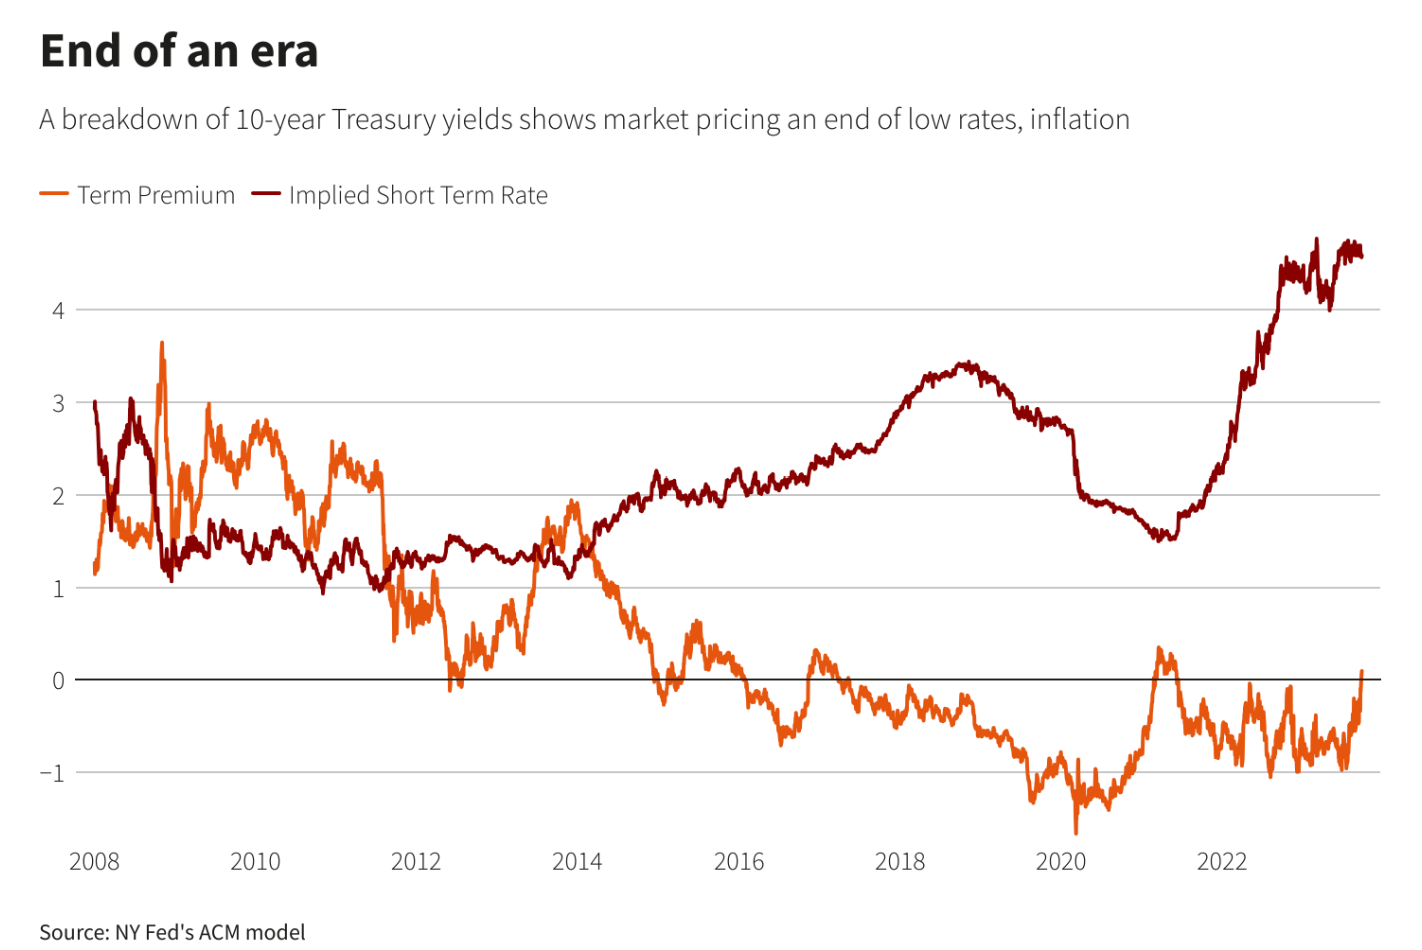 End of an era
A breakdown of 10-year Treasury yields shows market pricing an end of low rates, inflation
Term Premium Implied Short Term Rate
4
3
2
1
0
−1
2008 2010 2012 2014 2016 2018 2020 2022
Source: NY Fed's ACM model